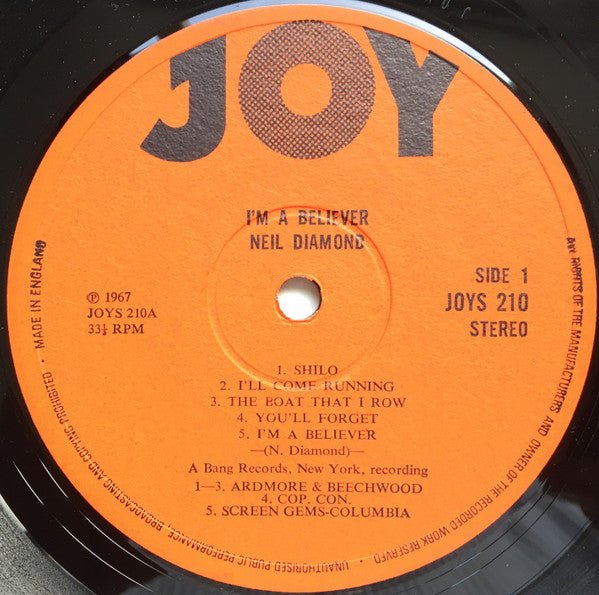 JOY
I'M A BELIEVER
NEIL DIAMOND
℗ 1967
JOYS 210A
33⅓ RPM
SIDE 1
JOYS 210
STEREO
1. SHILO
2. I'LL COME RUNNING
3. THE BOAT THAT I ROW
4. YOU'LL FORGET
5. I'M A BELIEVER
—(N. Diamond)—
A Bang Records, New York, recording
1—3. ARDMORE & BEECHWOOD
4. COP. CON.
5. SCREEN GEMS-COLUMBIA
ALL RIGHTS OF THE MANUFACTURERS AND OWNER OF THE RECORDED WORK RESERVED · UNAUTHORISED PUBLIC PERFORMANCE, BROADCASTING AND COPYING PROHIBITED · MADE IN ENGLAND